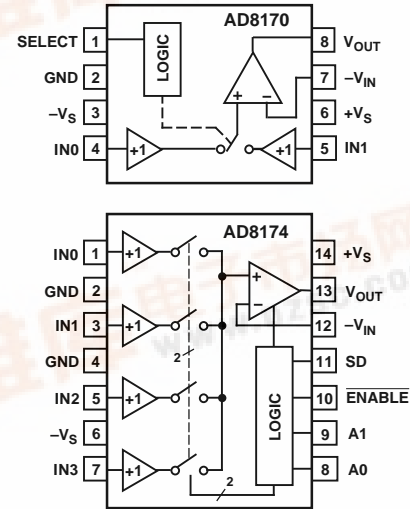 AD8170
SELECT 1
LOGIC
8 VOUT
GND 2
7 –VIN
–VS 3
+ –
6 +VS
IN0 4
+1
+1
5 IN1
AD8174
IN0 1
+1
14 +VS
GND 2
+
–
13 VOUT
IN1 3
+1
12 –VIN
GND 4
2
11 SD
IN2 5
+1
LOGIC
10 ENABLE
–VS 6
9 A1
IN3 7
+1
2
8 A0